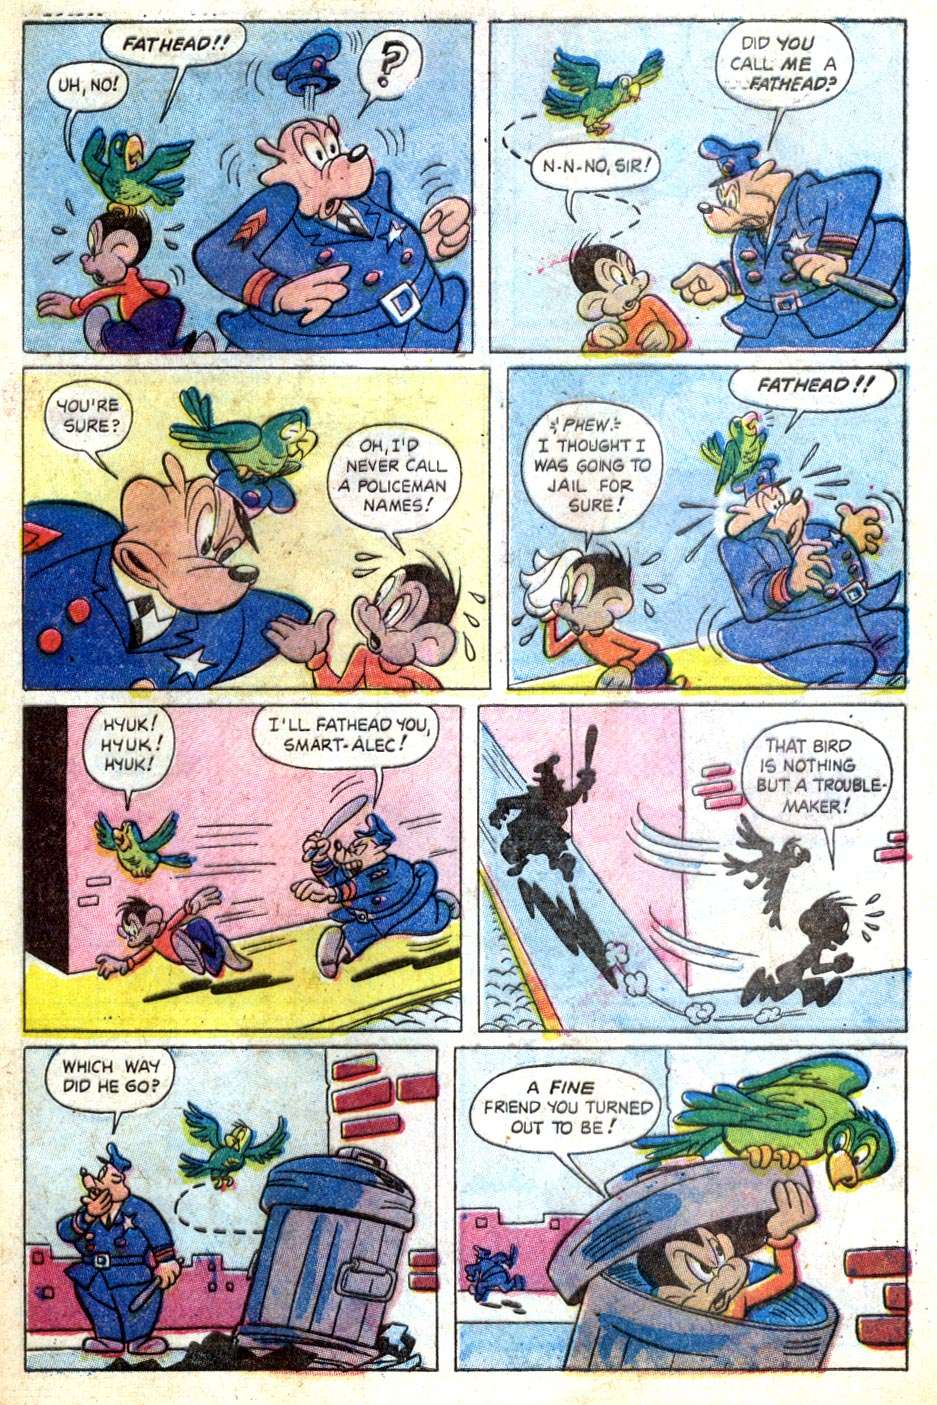 FATHEAD!!
UH, NO!
?
DID YOU
CALL ME A
FATHEAD?
N-N-NO, SIR!
YOU'RE
SURE?
OH, I'D
NEVER CALL
A POLICEMAN
NAMES!
PHEW.
I THOUGHT I
WAS GOING TO
JAIL FOR
SURE!
FATHEAD!!
HYUK!
HYUK!
HYUK!
I'LL FATHEAD YOU,
SMART-ALEC!
THAT BIRD
IS NOTHING
BUT A TROUBLE-
MAKER!
WHICH WAY
DID HE GO?
A FINE
FRIEND YOU TURNED
OUT TO BE!